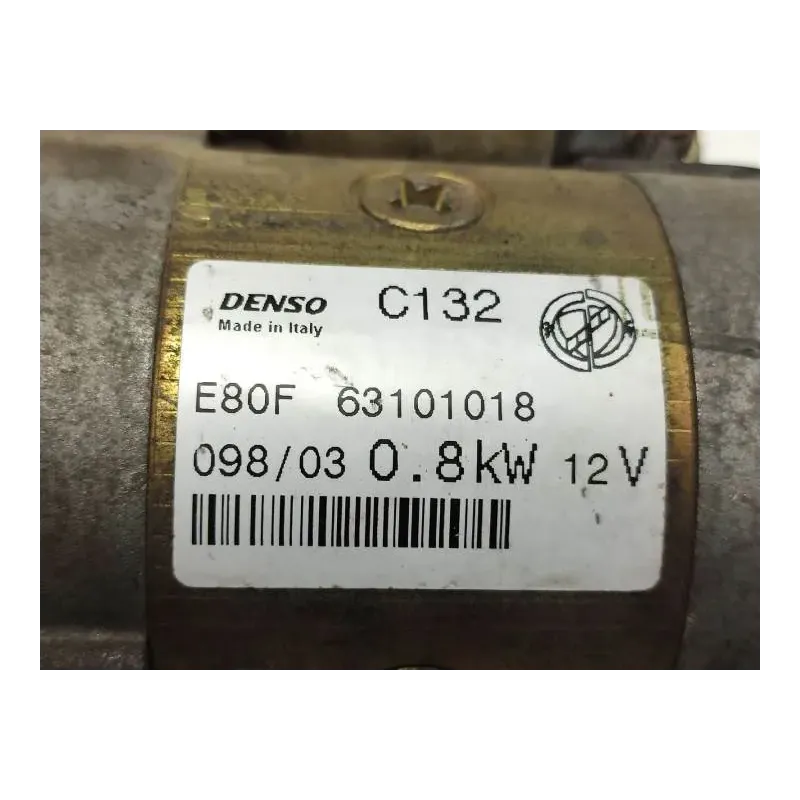 DENSO C132
Made in Italy
E80F 63101018
098/03 0.8kW 12V